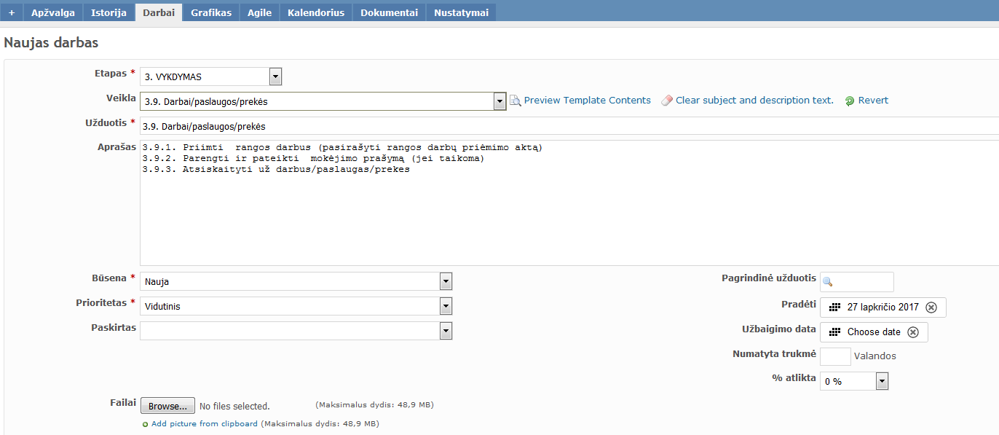 + Apžvalga Istorija Darbai Grafikas Agile Kalendorius Dokumentai Nustatymai
Naujas darbas
Etapas * 3. VYKDYMAS
Veikla 3.9. Darbai/paslaugos/prekės Preview Template Contents Clear subject and description text. Revert
Užduotis * 3.9. Darbai/paslaugos/prekės
Aprašas 3.9.1. Priimti  rangos darbus (pasirašyti rangos darbų priėmimo aktą)
3.9.2. Parengti ir pateikti  mokėjimo prašymą (jei taikoma)
3.9.3. Atsiskaityti už darbus/paslaugas/prekes
Būsena * Nauja Pagrindinė užduotis
Prioritetas * Vidutinis Pradėti 27 lapkričio 2017
Paskirtas Užbaigimo data Choose date
Numatyta trukmė Valandos
% atlikta 0 %
Failai Browse... No files selected. (Maksimalus dydis: 48,9 MB)
Add picture from clipboard (Maksimalus dydis: 48,9 MB)